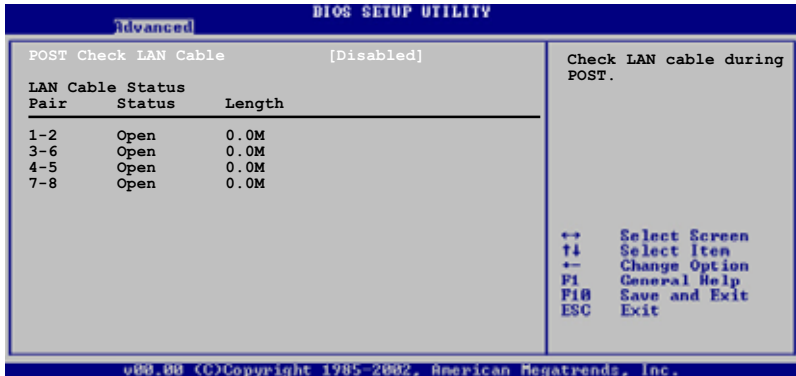 BIOS SETUP UTILITY
Advanced
POST Check LAN Cable [Disabled]
LAN Cable Status
Pair Status Length
1-2 Open 0.0M
3-6 Open 0.0M
4-5 Open 0.0M
7-8 Open 0.0M
Check LAN cable during
POST.
↔ Select Screen
↑↓ Select Item
+- Change Option
F1 General Help
F10 Save and Exit
ESC Exit
v00.00 (C)Copyright 1985-2002, American Megatrends, Inc.